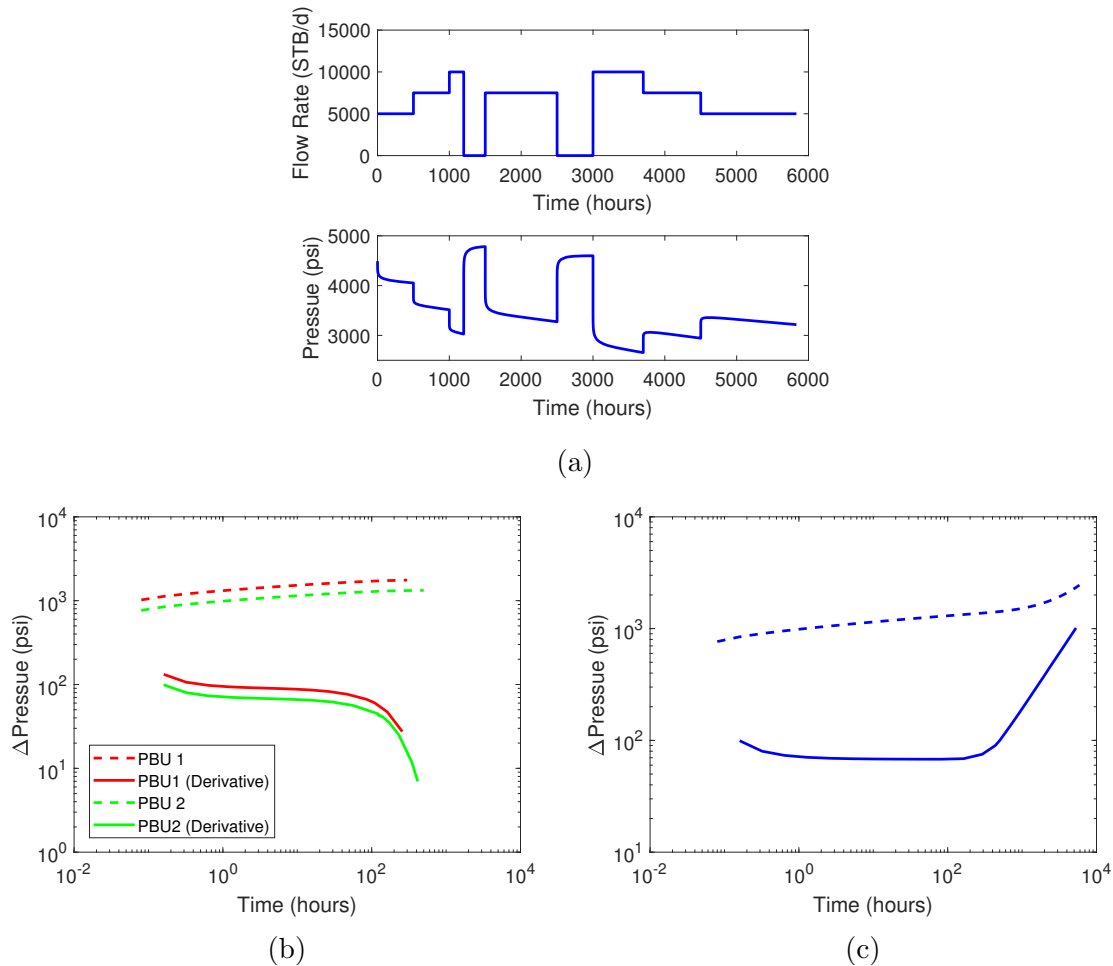 Flow Rate (STB/d)
15000
10000
5000
0
0 1000 2000 3000 4000 5000 6000
Time (hours)
Pressue (psi)
5000
4000
3000
0 1000 2000 3000 4000 5000 6000
Time (hours)
(a)
ΔPressue (psi)
10^4
10^3
10^2
10^1
10^0
PBU 1
PBU1 (Derivative)
PBU 2
PBU2 (Derivative)
10^-2 10^0 10^2 10^4
Time (hours)
(b)
ΔPressue (psi)
10^4
10^3
10^2
10^1
10^-2 10^0 10^2 10^4
Time (hours)
(c)